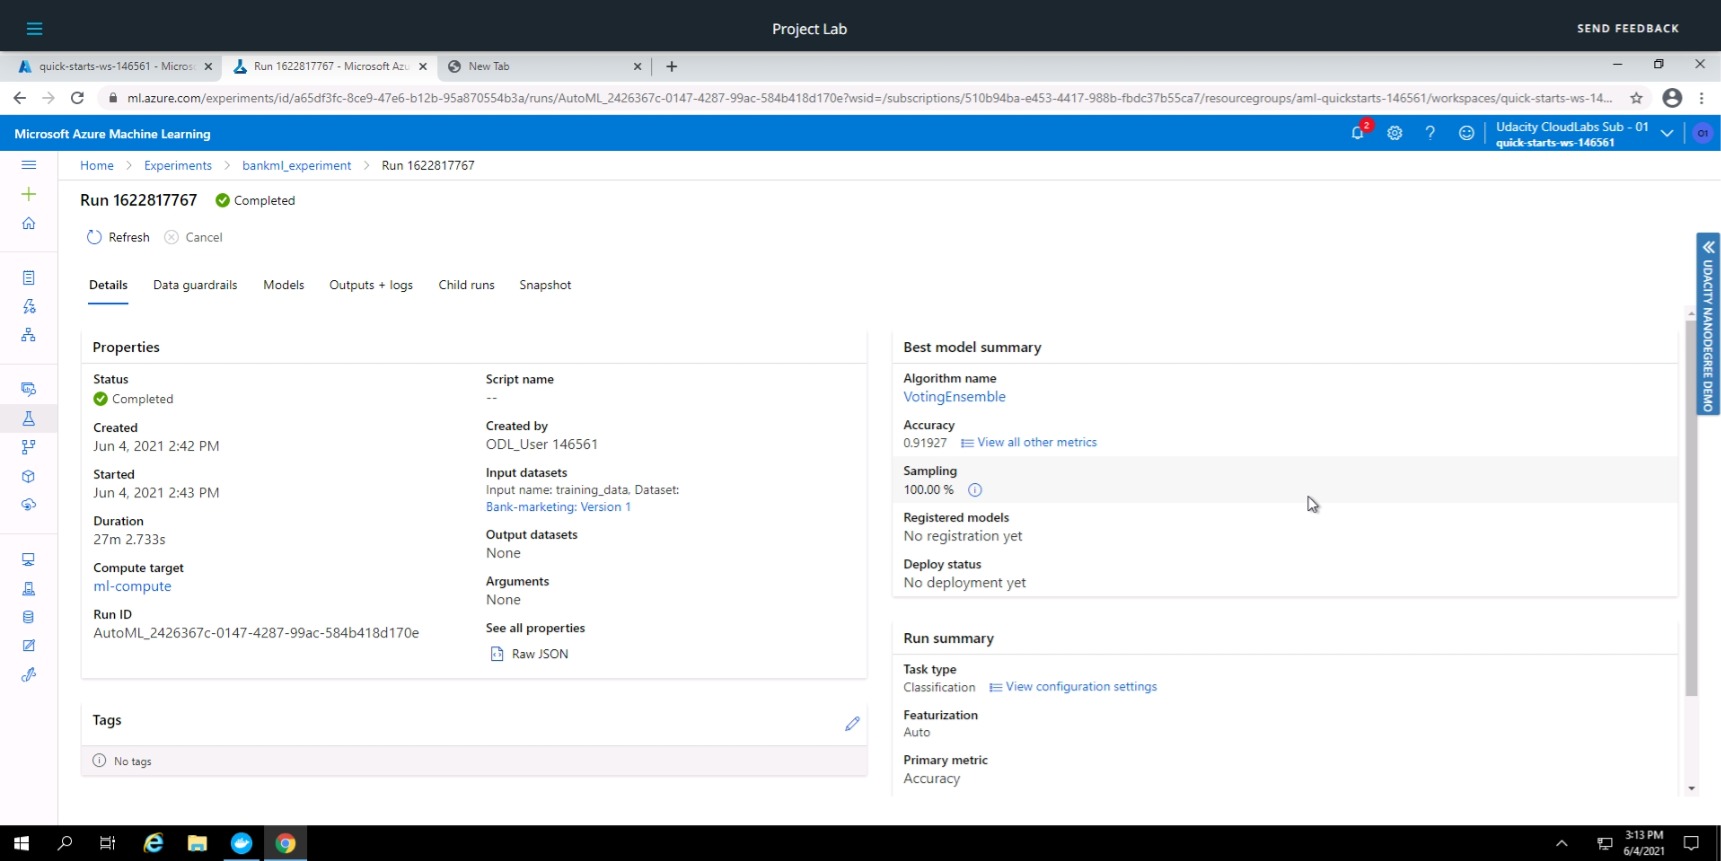 Project Lab
SEND FEEDBACK
quick-starts-ws-146561 - Micros
Run 1622817767 - Microsoft Azu
New Tab
ml.azure.com/experiments/id/a65df3fc-8ce9-47e6-b12b-95a870554b3a/runs/AutoML_2426367c-0147-4287-99ac-584b418d170e?wsid=/subscriptions/510b94ba-e453-4417-988b-fbdc37b55ca7/resourcegroups/aml-quickstarts-146561/workspaces/quick-starts-ws-14...
Microsoft Azure Machine Learning
2
Udacity CloudLabs Sub - 01
quick-starts-ws-146561
O1
Home > Experiments > bankml_experiment > Run 1622817767
Run 1622817767 Completed
Refresh Cancel
Details Data guardrails Models Outputs + logs Child runs Snapshot
UDACITY NANODEGREE DEMO
Properties
Status
Completed
Created
Jun 4, 2021 2:42 PM
Started
Jun 4, 2021 2:43 PM
Duration
27m 2.733s
Compute target
ml-compute
Run ID
AutoML_2426367c-0147-4287-99ac-584b418d170e
Script name
--
Created by
ODL_User 146561
Input datasets
Input name: training_data, Dataset:
Bank-marketing: Version 1
Output datasets
None
Arguments
None
See all properties
Raw JSON
Tags
No tags
Best model summary
Algorithm name
VotingEnsemble
Accuracy
0.91927 View all other metrics
Sampling
100.00 %
Registered models
No registration yet
Deploy status
No deployment yet
Run summary
Task type
Classification View configuration settings
Featurization
Auto
Primary metric
Accuracy
3:13 PM
6/4/2021